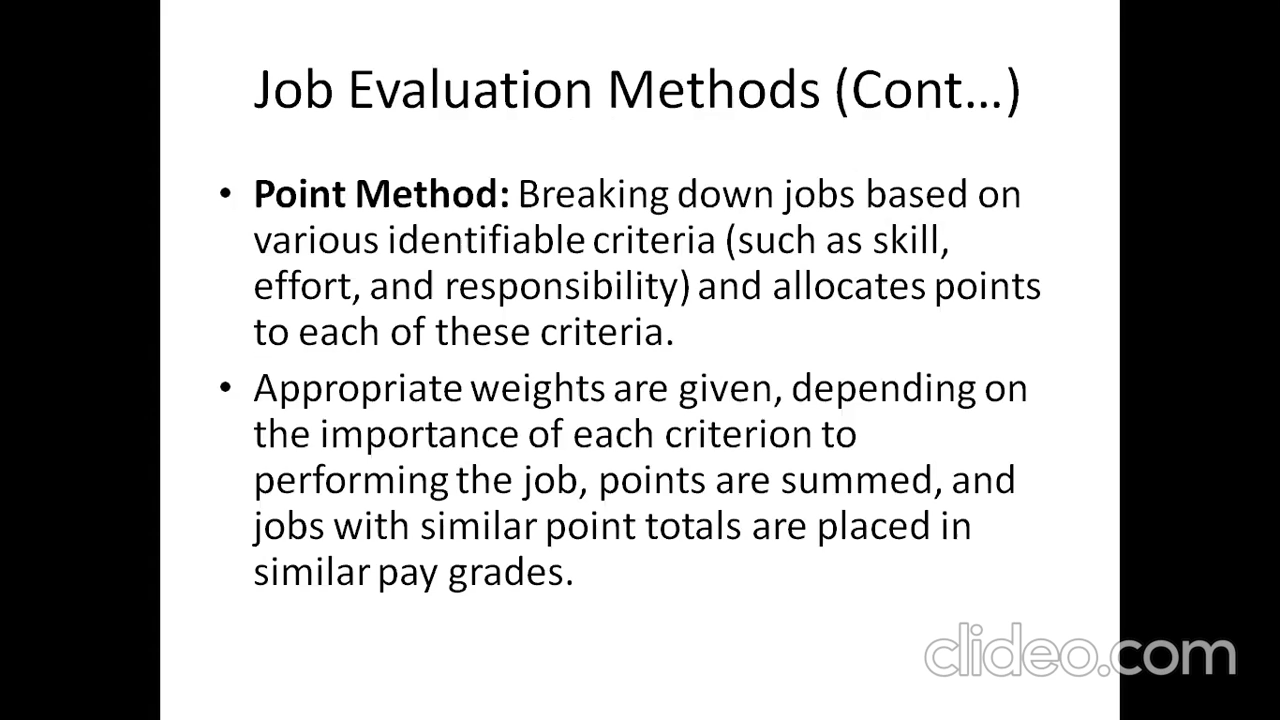 Job Evaluation Methods (Cont...)
• Point Method: Breaking down jobs based on
various identifiable criteria (such as skill,
effort, and responsibility) and allocates points
to each of these criteria.
• Appropriate weights are given, depending on
the importance of each criterion to
performing the job, points are summed, and
jobs with similar point totals are placed in
similar pay grades.
clideo.com